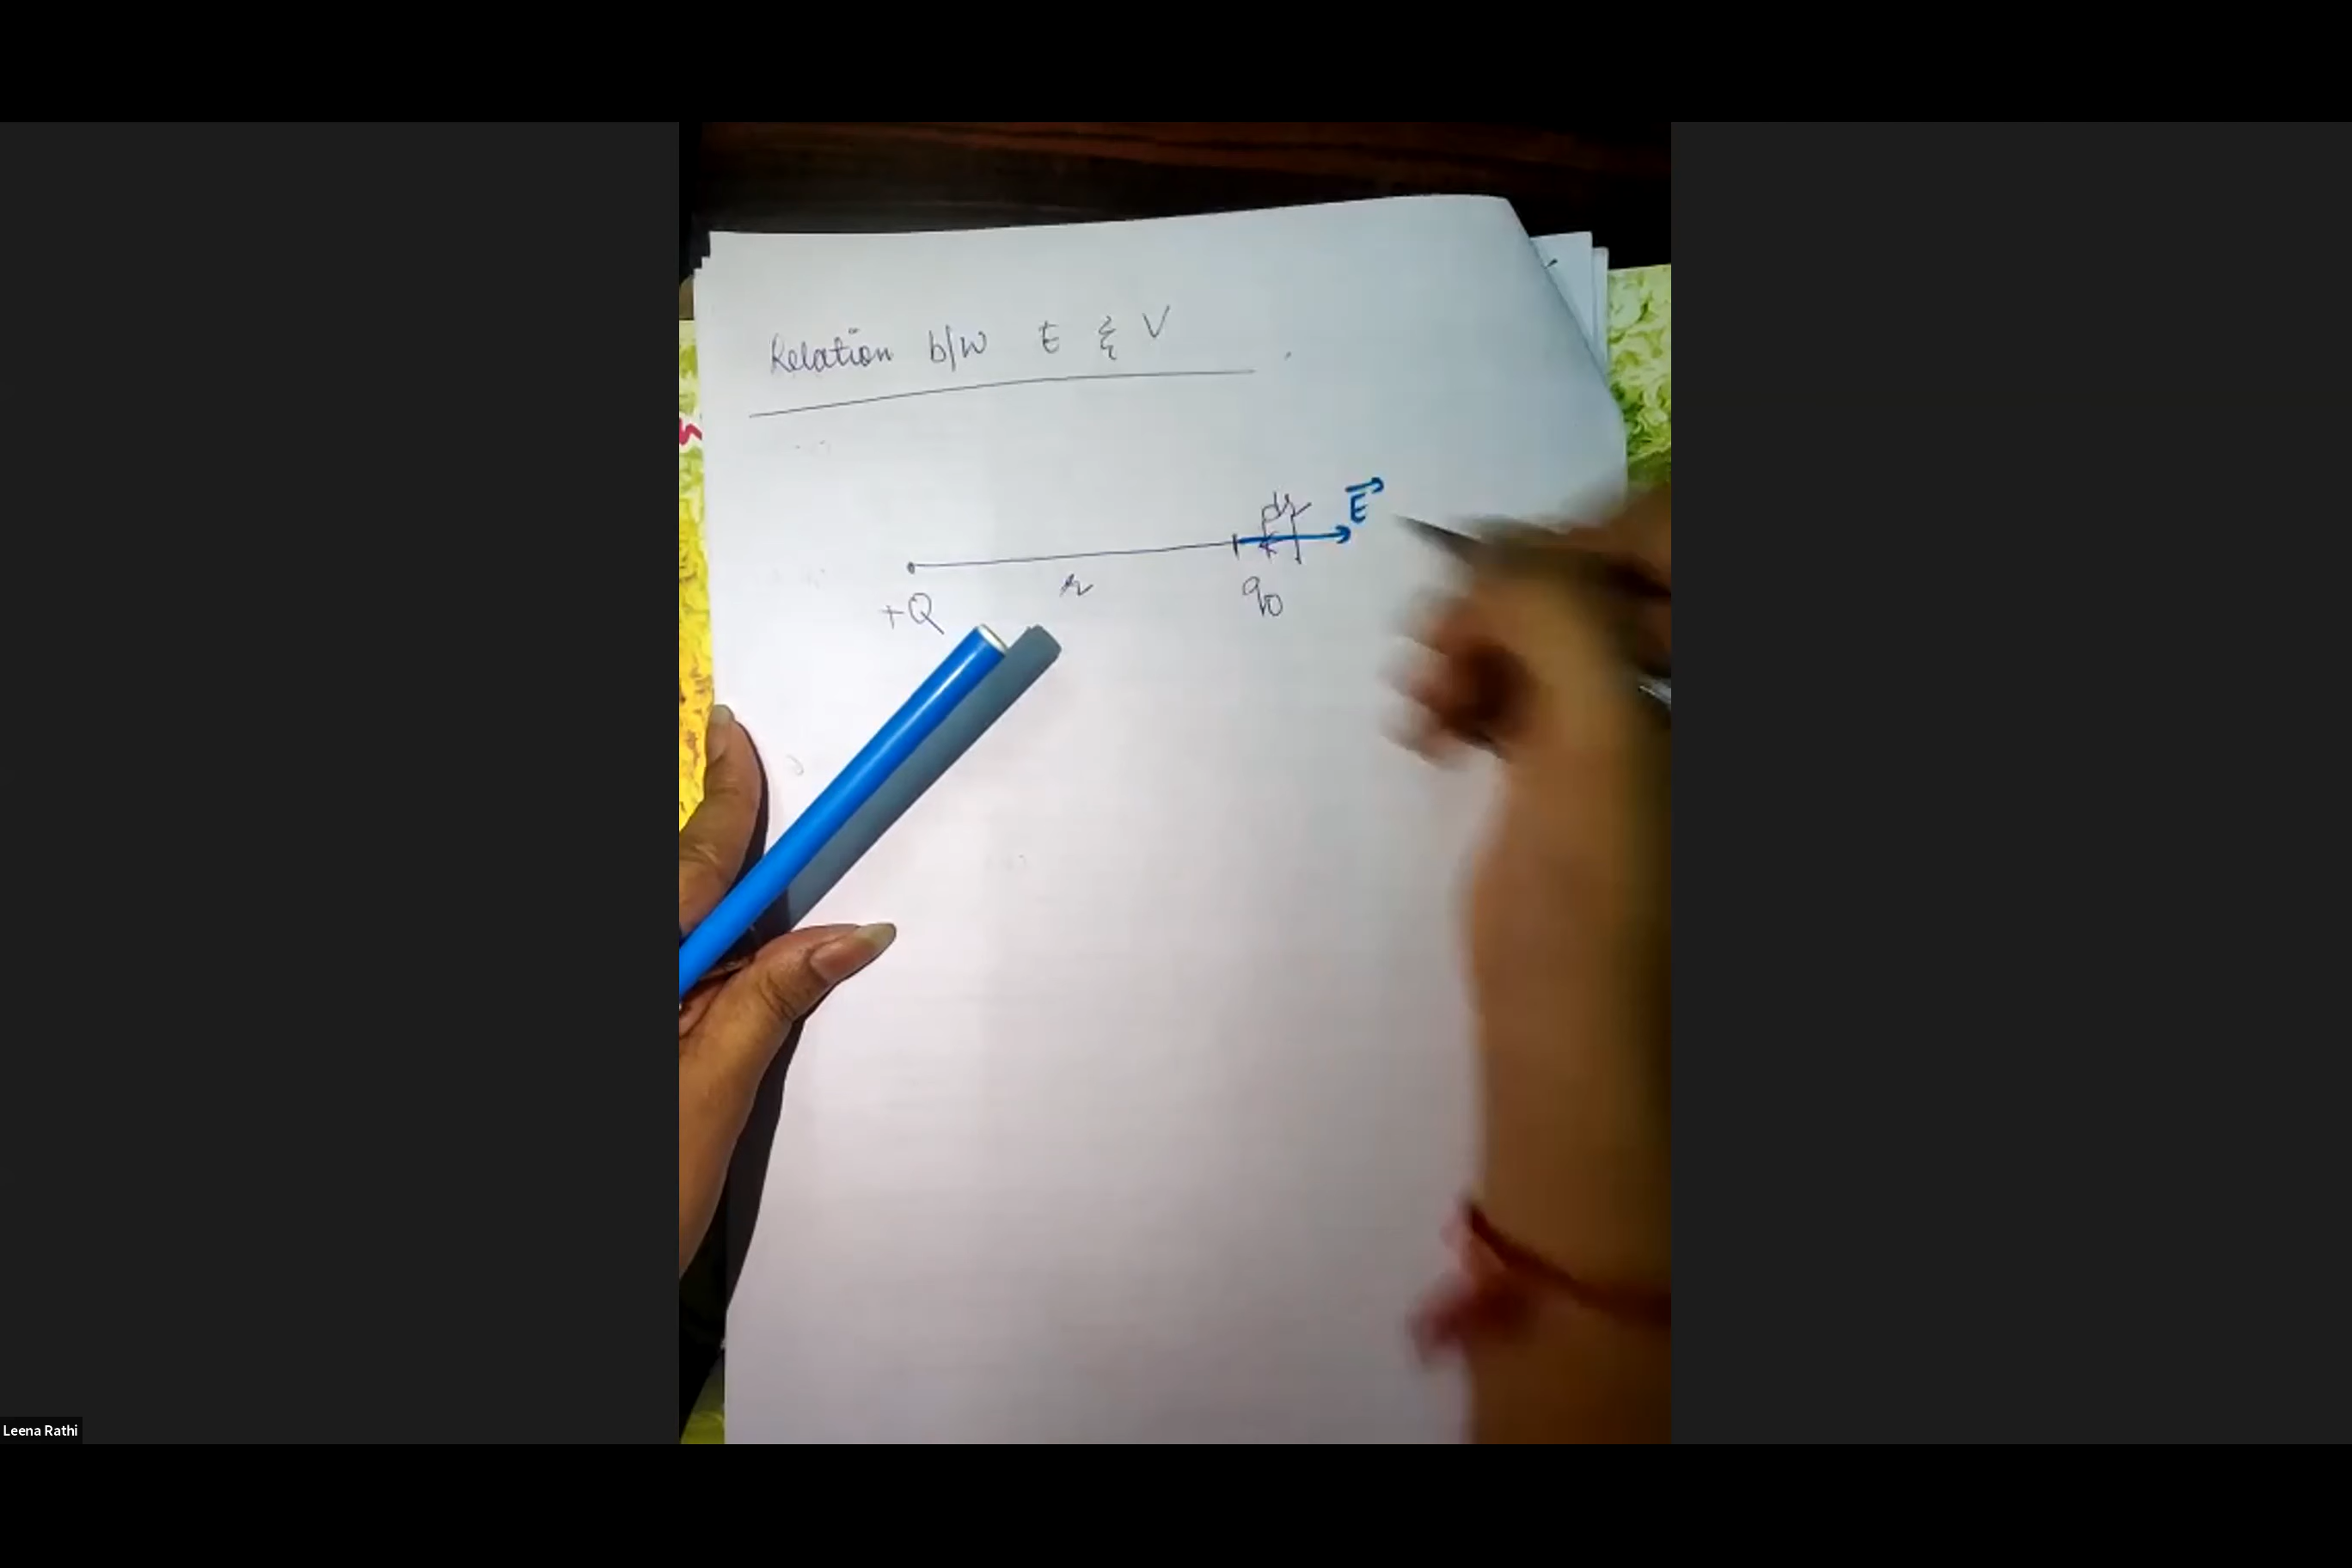 Relation b/w E & V
dr
E
r
+Q
q0
Leena Rathi